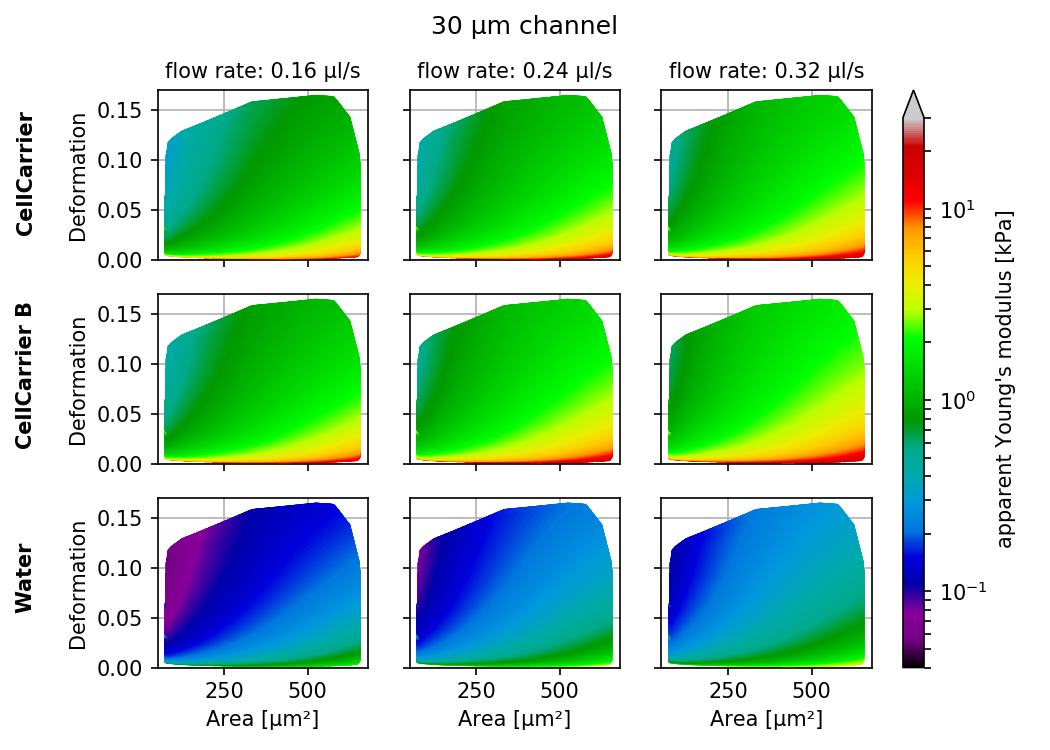 30 µm channel
flow rate: 0.16 µl/s
flow rate: 0.24 µl/s
flow rate: 0.32 µl/s
CellCarrier
Deformation
0.15
0.10
0.05
0.00
CellCarrier B
Deformation
0.15
0.10
0.05
0.00
Water
Deformation
0.15
0.10
0.05
0.00
250 500
Area [µm²]
250 500
Area [µm²]
250 500
Area [µm²]
10¹
10⁰
10⁻¹
apparent Young's modulus [kPa]